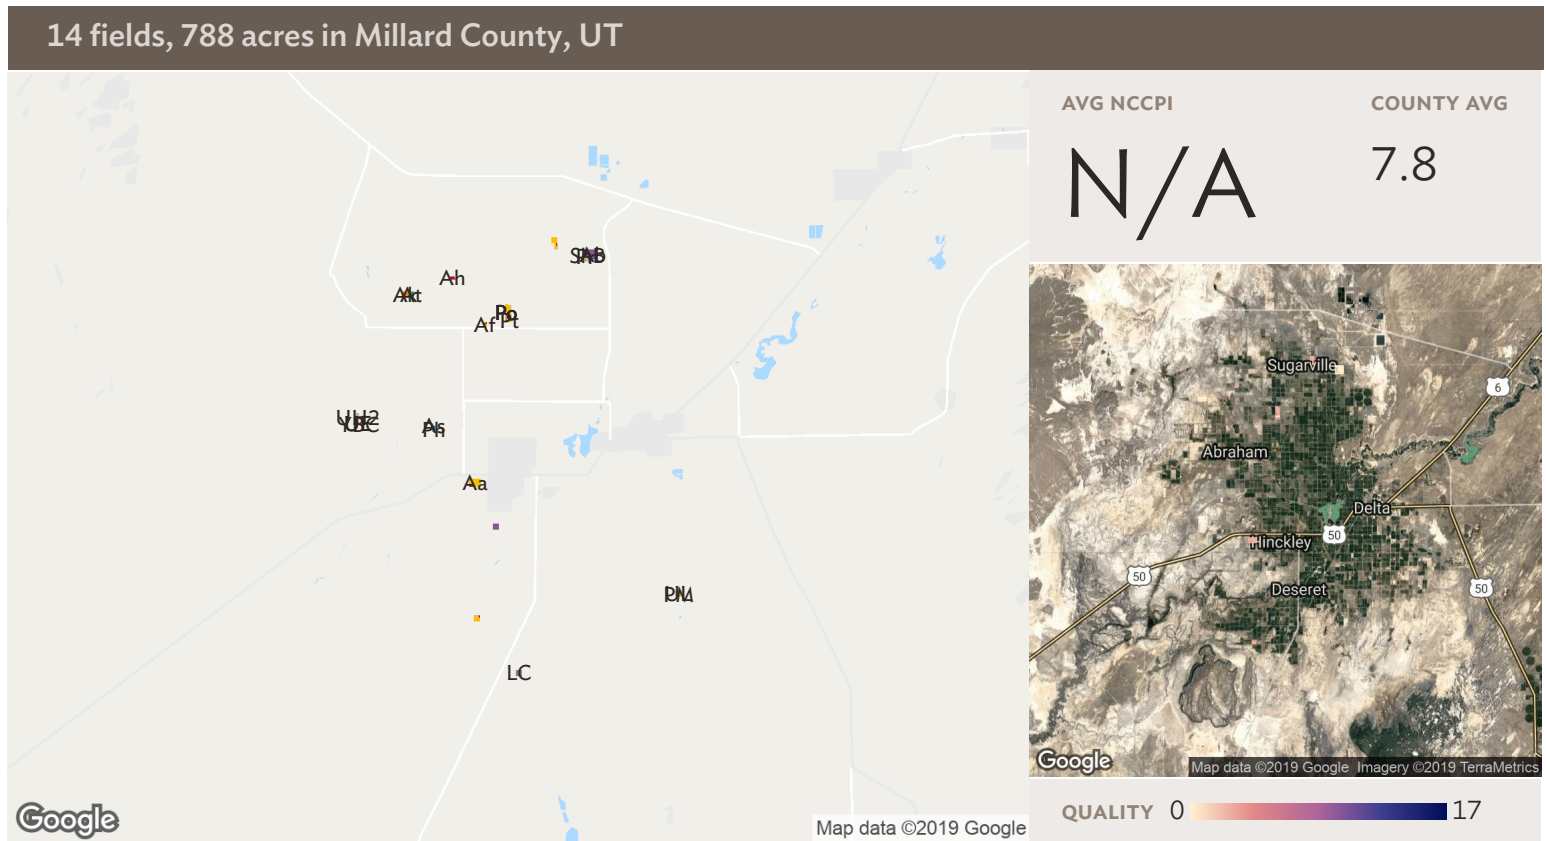 14 fields, 788 acres in Millard County, UT
AVG NCCPI
COUNTY AVG
N/A
7.8
Ah
Af
Pt
Aa
LC
Google
Map data ©2019 Google
Sugarville
6
Abraham
Delta
50
Hinckley
50
Deseret
50
Google
Map data ©2019 Google Imagery ©2019 TerraMetrics
QUALITY 0 17